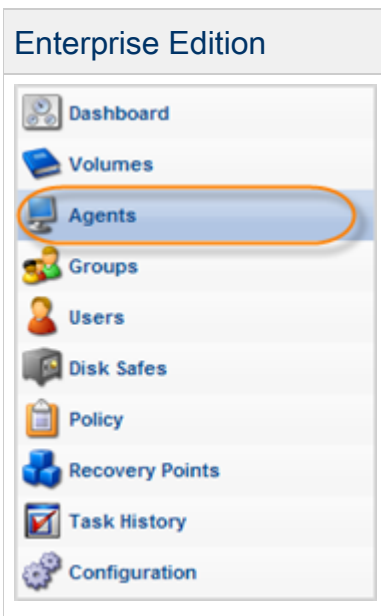 Enterprise Edition
Dashboard
Volumes
Agents
Groups
Users
Disk Safes
Policy
Recovery Points
Task History
Configuration